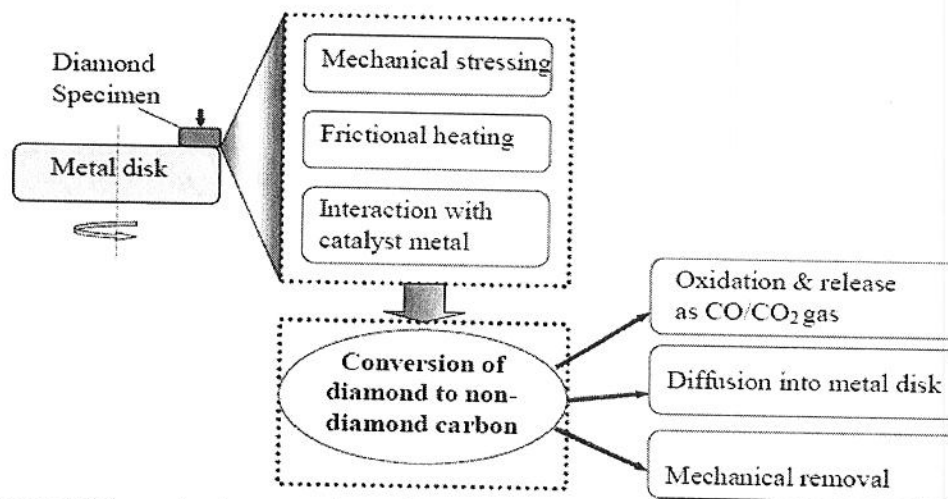 Diamond
Specimen
Metal disk
Mechanical stressing
Frictional heating
Interaction with
catalyst metal
Conversion of
diamond to non-
diamond carbon
Oxidation & release
as CO/CO₂ gas
Diffusion into metal disk
Mechanical removal